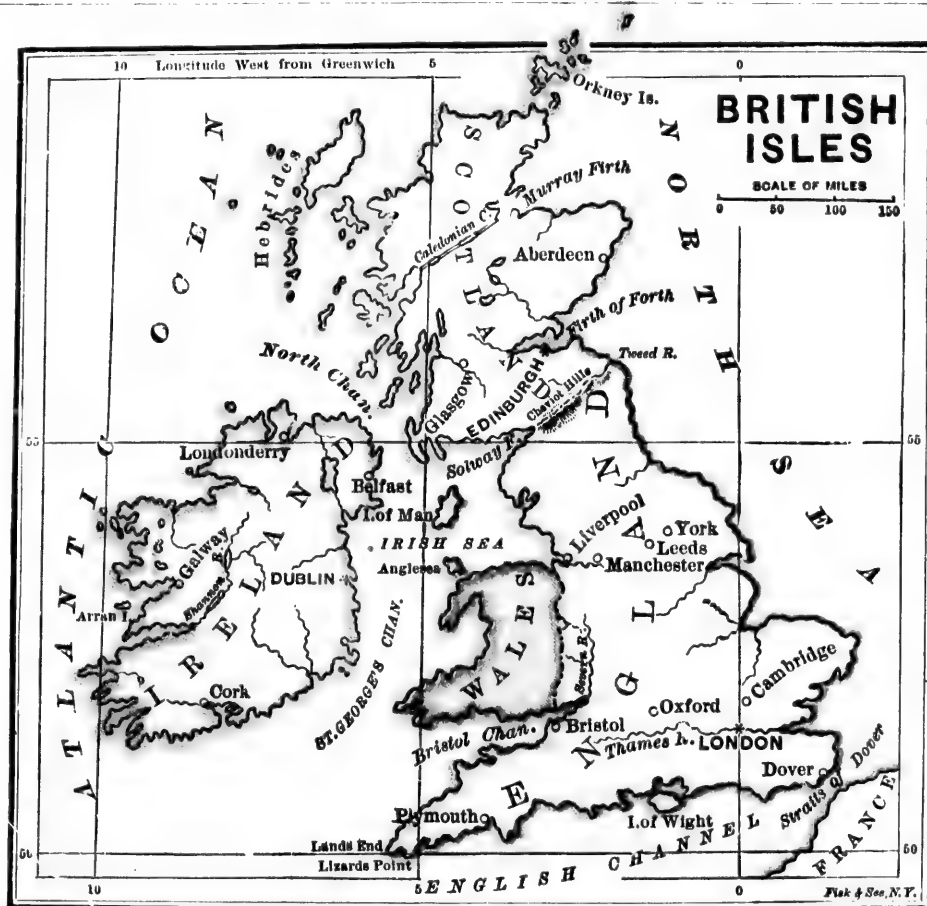 10 Longitude West from Greenwich 5 0
Orkney Is.
BRITISH
ISLES
SCALE OF MILES
0 50 100 150
ATLANTIC OCEAN
NORTH SEA
Hebrides
SCOTLAND
Murray Firth
Caledonian
Aberdeen
Firth of Forth
North Chan.
Tweed R.
Glasgow
EDINBURGH
Cheviot Hills
55 55
Solway F.
Londonderry
Belfast
I. of Man
IRELAND
ENGLAND
Liverpool
York
Leeds
Manchester
IRISH SEA
Anglesea
Galway
Shannon R.
DUBLIN
Arran I.
WALES
Severn R.
ST. GEORGE'S CHAN.
Cork
Cambridge
Oxford
Bristol Chan.
Bristol
Thames R.
LONDON
Dover
Straits of Dover
Plymouth
I. of Wight
Lands End
Lizards Point
50 50
ENGLISH CHANNEL
FRANCE
10 5 0
Fisk & See, N.Y.